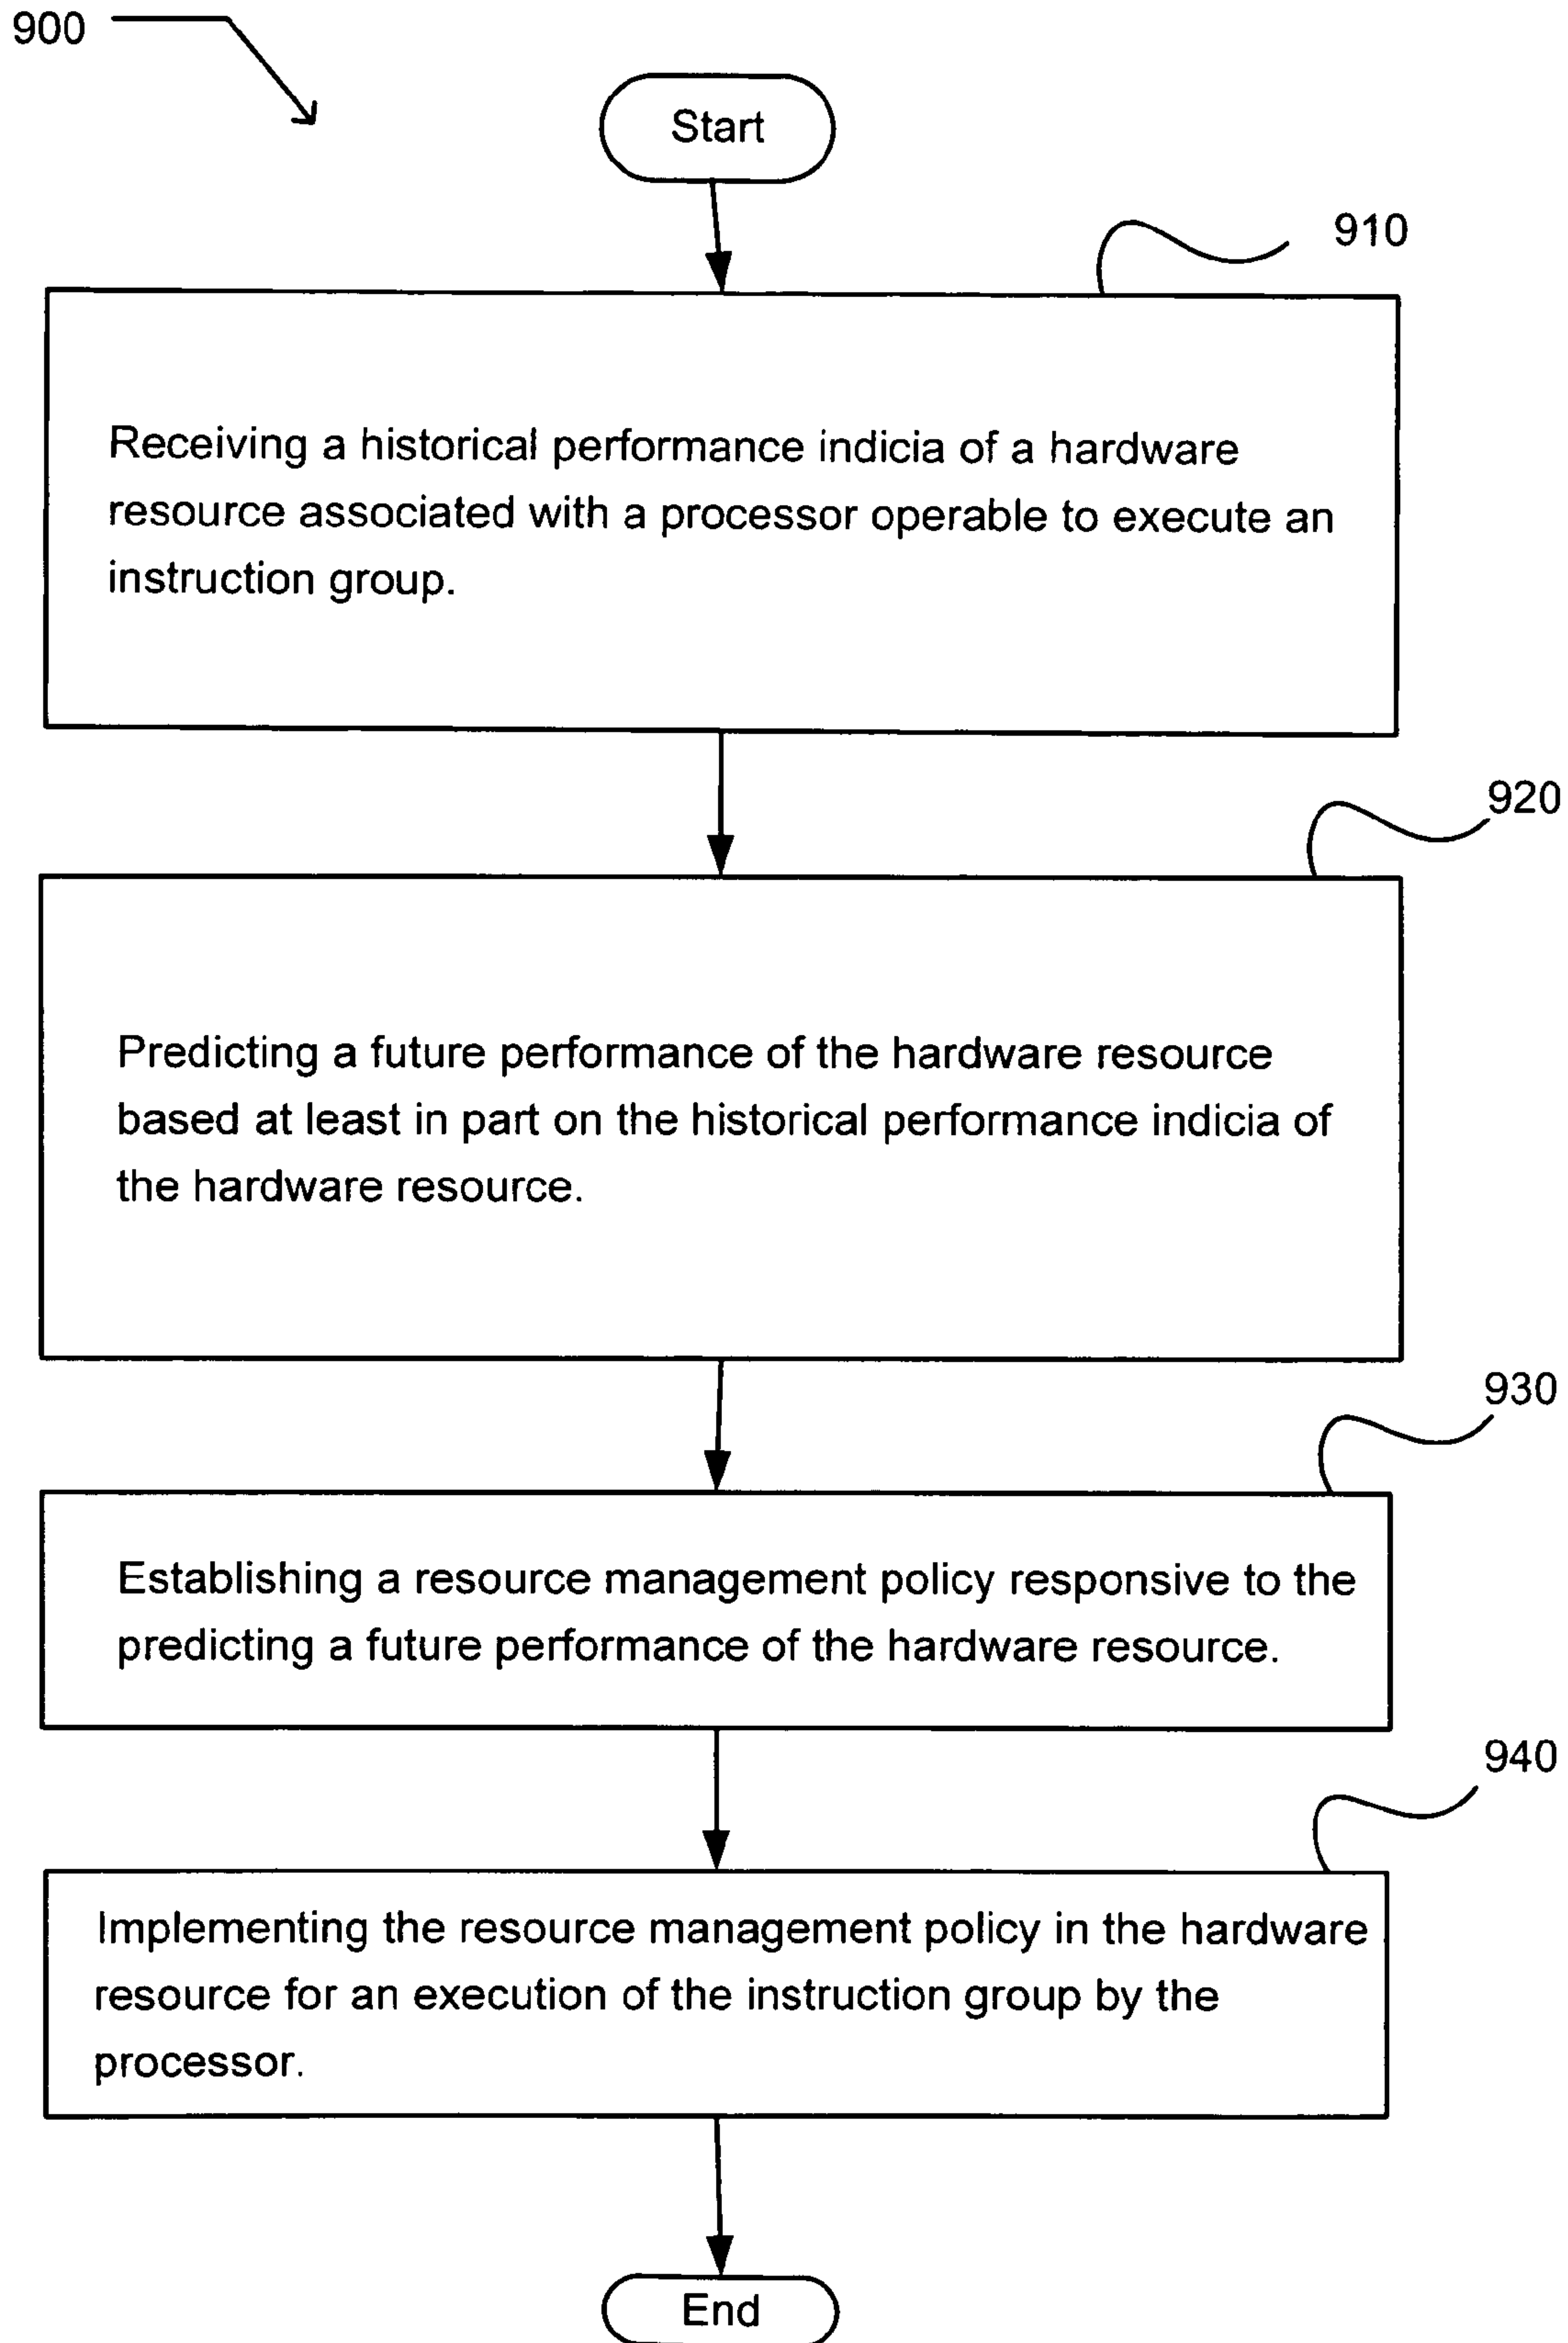 900
Start
910
Receiving a historical performance indicia of a hardware
resource associated with a processor operable to execute an
instruction group.
920
Predicting a future performance of the hardware resource
based at least in part on the historical performance indicia of
the hardware resource.
930
Establishing a resource management policy responsive to the
predicting a future performance of the hardware resource.
940
Implementing the resource management policy in the hardware
resource for an execution of the instruction group by the
processor.
End